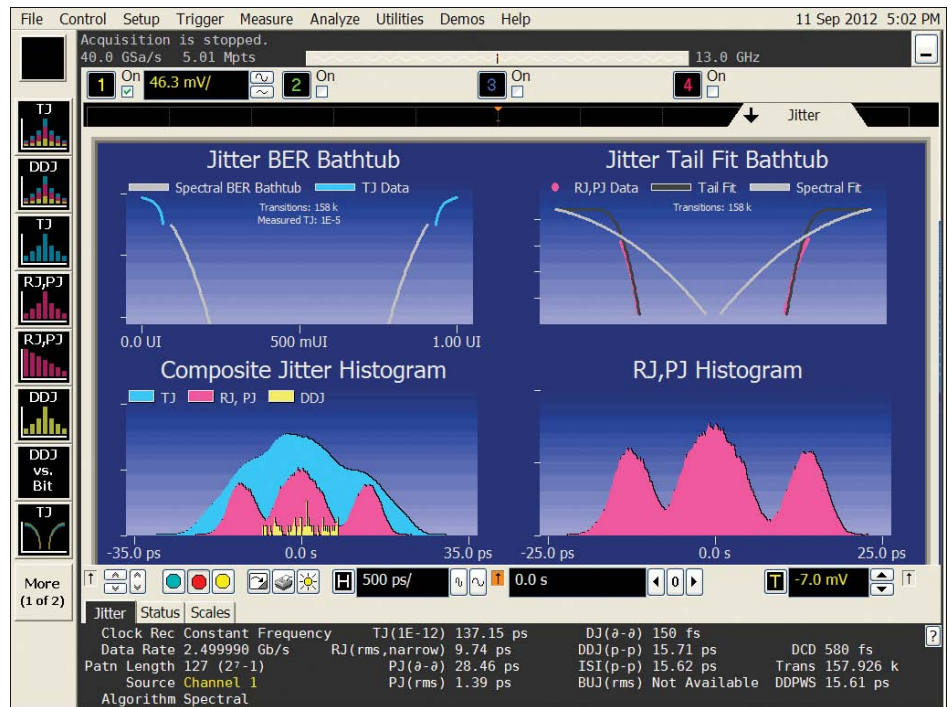 File Control Setup Trigger Measure Analyze Utilities Demos Help 11 Sep 2012 5:02 PM
Acquisition is stopped.
40.0 GSa/s 5.01 Mpts 13.0 GHz
1 On 46.3 mV/ 2 On 3 On 4 On
Jitter
TJ
DDJ
TJ
RJ,PJ
RJ,PJ
DDJ
DDJ
vs.
Bit
TJ
More
(1 of 2)
Jitter BER Bathtub
Spectral BER Bathtub TJ Data
Transitions: 158 k
Measured TJ: 1E-5
0.0 UI 500 mUI 1.00 UI
Jitter Tail Fit Bathtub
RJ,PJ Data Tail Fit Spectral Fit
Transitions: 158 k
Composite Jitter Histogram
TJ RJ, PJ DDJ
-35.0 ps 0.0 s 35.0 ps
RJ,PJ Histogram
-25.0 ps 0.0 s 25.0 ps
H 500 ps/ 0.0 s 0 T -7.0 mV
Jitter Status Scales
?
Clock Rec Constant Frequency TJ(1E-12) 137.15 ps DJ(∂-∂) 150 fs
Data Rate 2.499990 Gb/s RJ(rms,narrow) 9.74 ps DDJ(p-p) 15.71 ps DCD 580 fs
Patn Length 127 (2⁷-1) PJ(∂-∂) 28.46 ps ISI(p-p) 15.62 ps Trans 157.926 k
Source Channel 1 PJ(rms) 1.39 ps BUJ(rms) Not Available DDPWS 15.61 ps
Algorithm Spectral